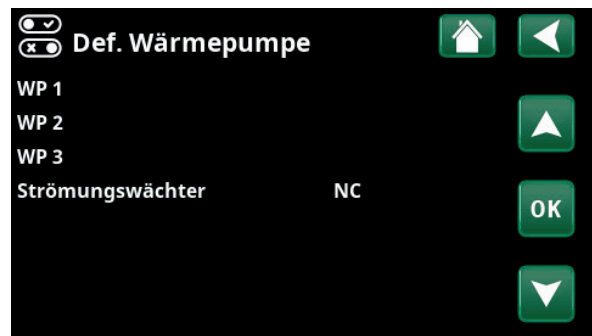 Def. Wärmepumpe
WP 1
WP 2
WP 3
Strömungswächter NC
OK